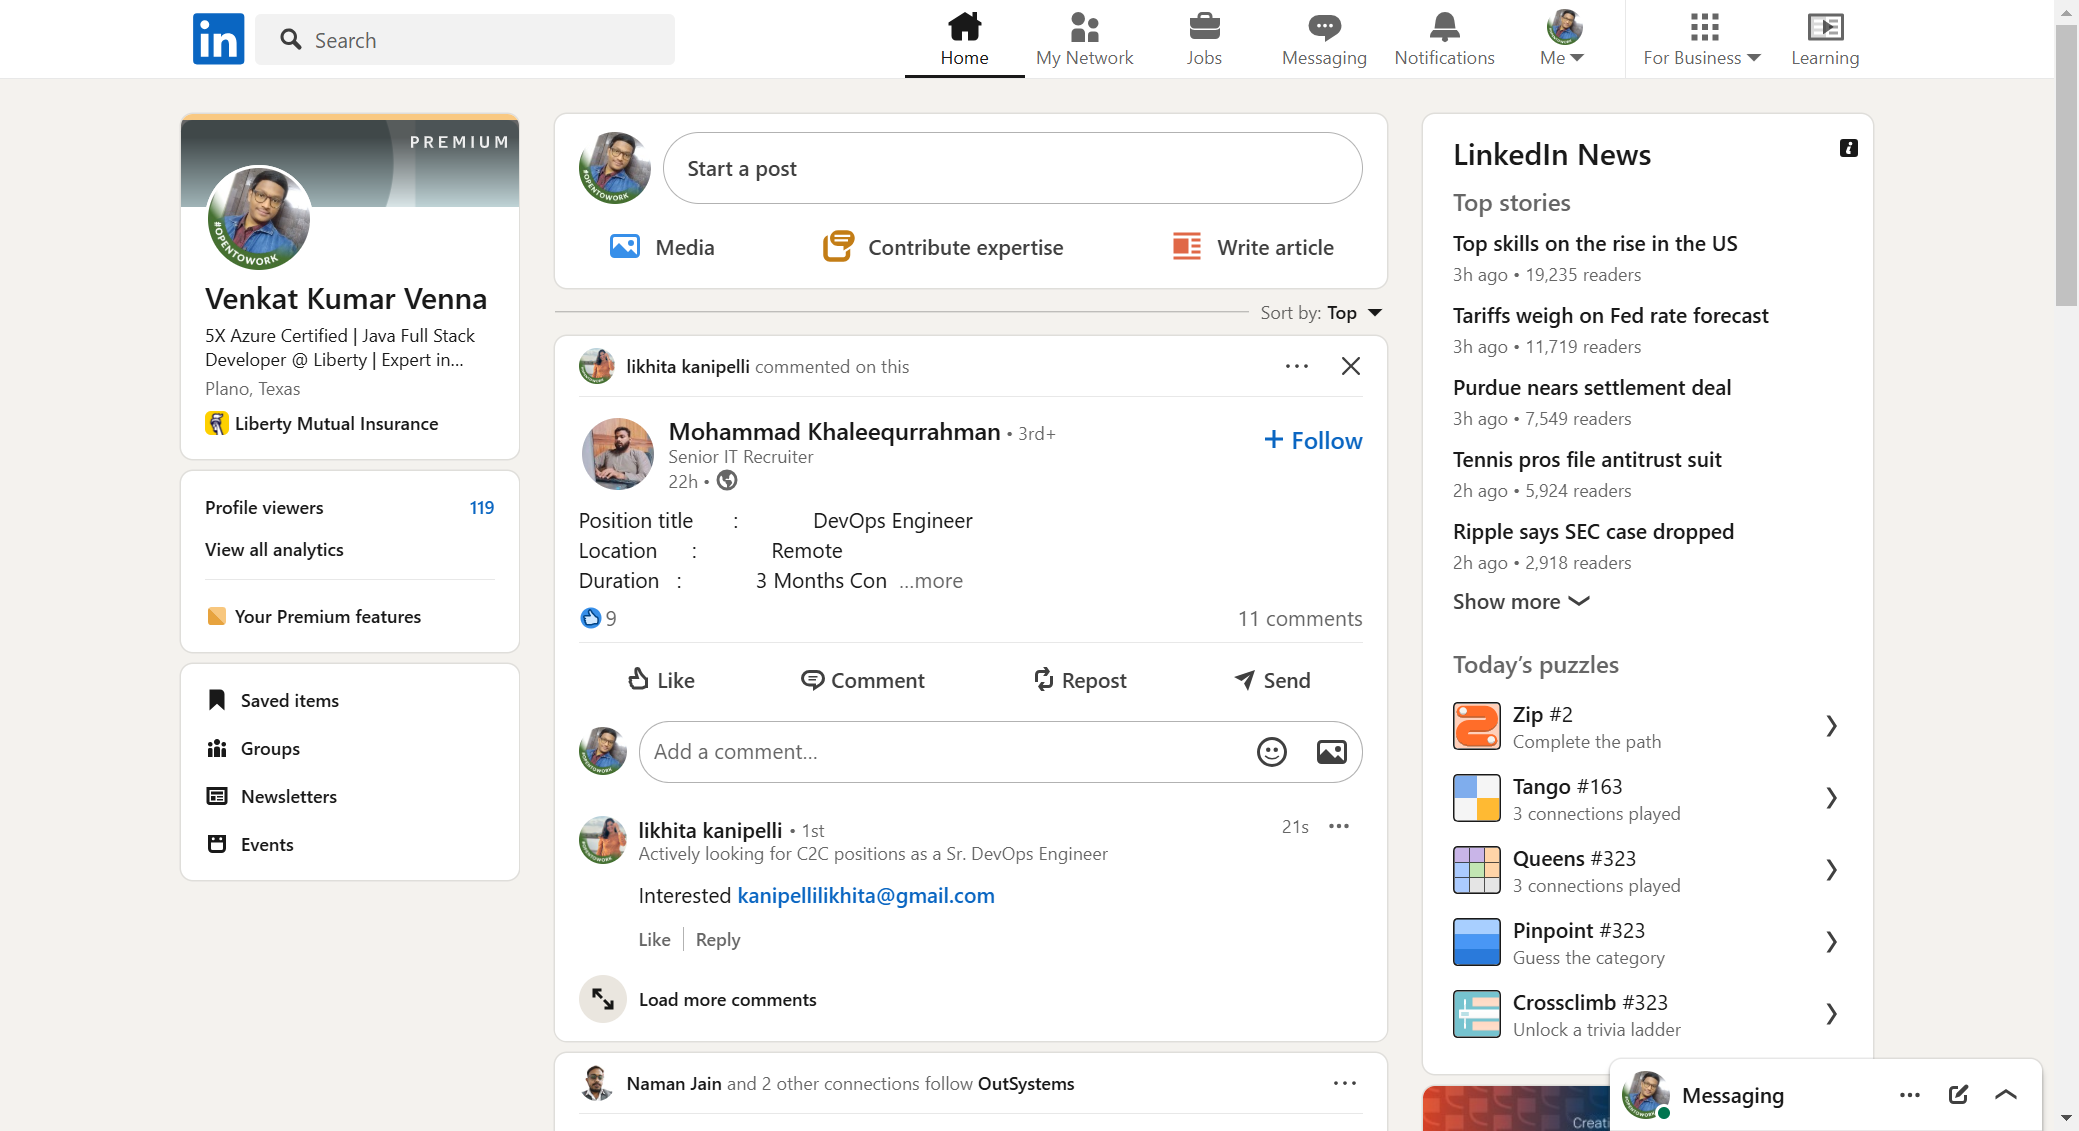 in
Search
Home
My Network
Jobs
Messaging
Notifications
Me
For Business
Learning
PREMIUM
#OPENTOWORK
Venkat Kumar Venna
5X Azure Certified | Java Full Stack
Developer @ Liberty | Expert in...
Plano, Texas
Liberty Mutual Insurance
Profile viewers 119
View all analytics
Your Premium features
Saved items
Groups
Newsletters
Events
#OPENTOWORK
Start a post
Media
Contribute expertise
Write article
Sort by: Top
likhita kanipelli commented on this
Mohammad Khaleequrrahman • 3rd+
+ Follow
Senior IT Recruiter
22h •
Position title : DevOps Engineer
Location : Remote
Duration : 3 Months Con ...more
9
11 comments
Like
Comment
Repost
Send
Add a comment...
likhita kanipelli • 1st
21s
Actively looking for C2C positions as a Sr. DevOps Engineer
Interested kanipellilikhita@gmail.com
Like
Reply
Load more comments
Naman Jain and 2 other connections follow OutSystems
LinkedIn News
Top stories
Top skills on the rise in the US
3h ago • 19,235 readers
Tariffs weigh on Fed rate forecast
3h ago • 11,719 readers
Purdue nears settlement deal
3h ago • 7,549 readers
Tennis pros file antitrust suit
2h ago • 5,924 readers
Ripple says SEC case dropped
2h ago • 2,918 readers
Show more
Today’s puzzles
Zip #2
Complete the path
Tango #163
3 connections played
Queens #323
3 connections played
Pinpoint #323
Guess the category
Crossclimb #323
Unlock a trivia ladder
Creati
Messaging